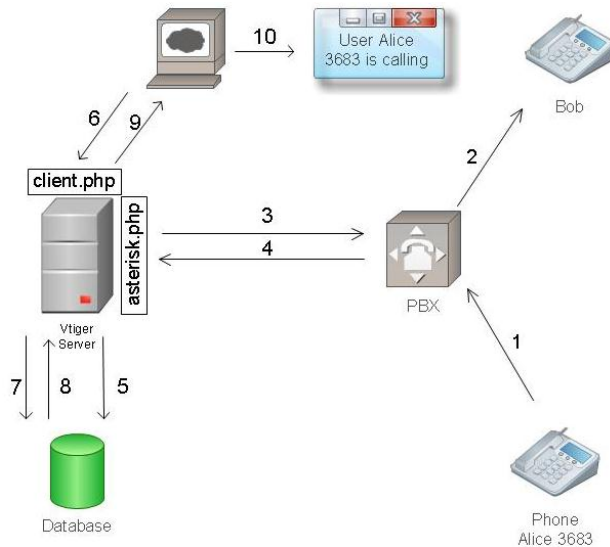 10
User Alice
3683 is calling
Bob
6
9
2
client.php
asterisk.php
3
4
PBX
Vtiger
Server
1
7
8
5
Database
Phone
Alice 3683